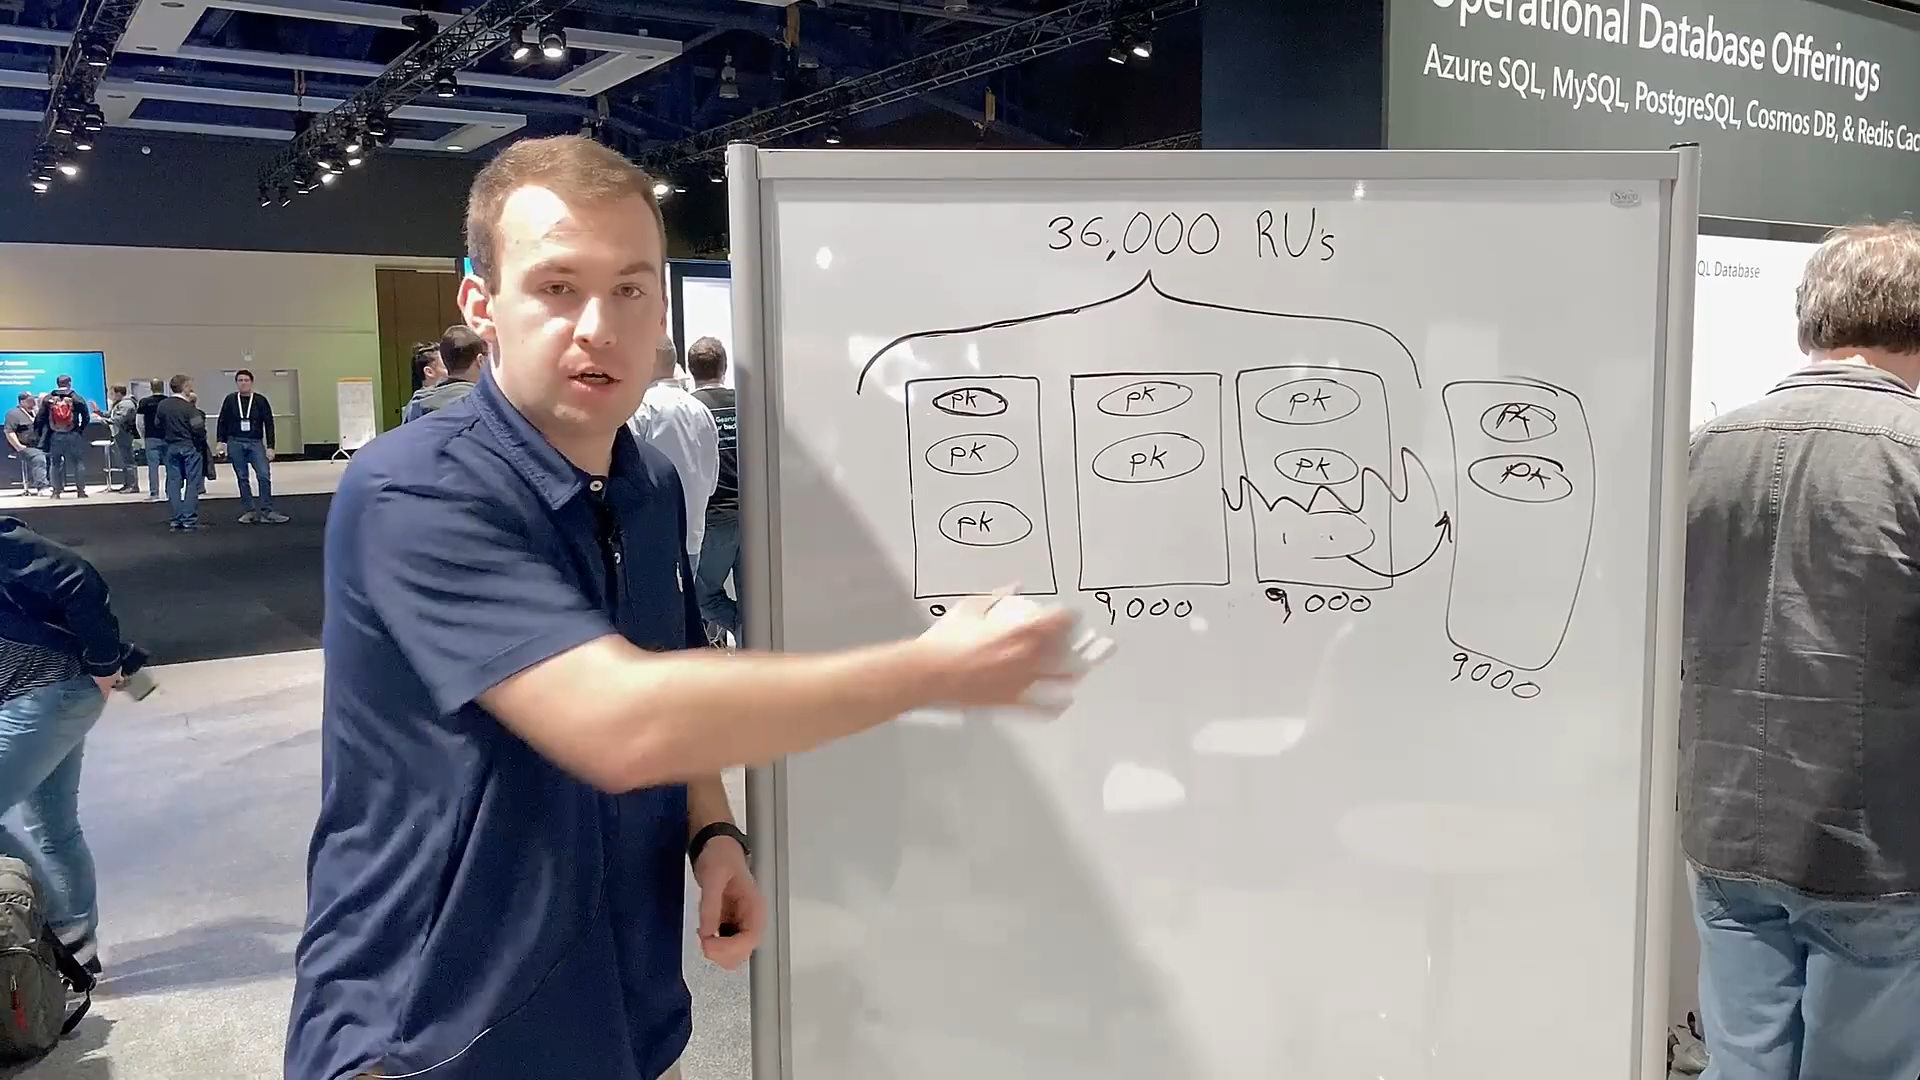 Operational Database Offerings
Azure SQL, MySQL, PostgreSQL, Cosmos DB, & Redis Cac
QL Database
36,000 RU's
pk pk pk pk
pk pk pk pk
pk
9,000 9,000 9000